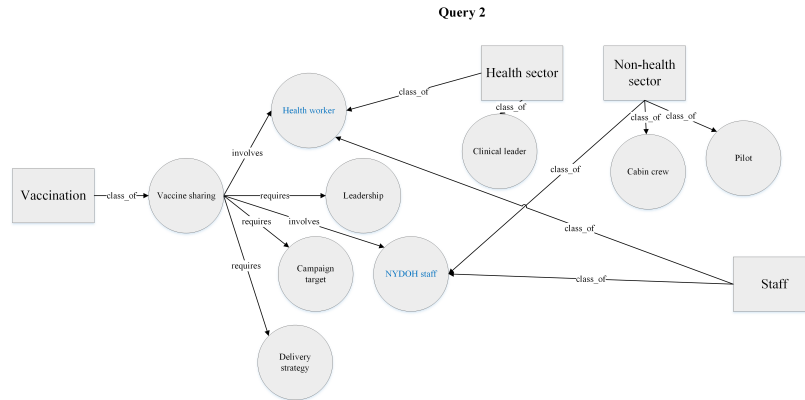 Query 2
Health sector
Non-health
sector
class_of
class_of
class_of
class_of
Health worker
involves
Clinical leader
Cabin crew
Pilot
class_of
Vaccination
class_of
Vaccine sharing
requires
Leadership
requires
involves
class_of
requires
Campaign
target
NYDOH staff
class_of
Staff
Delivery
strategy